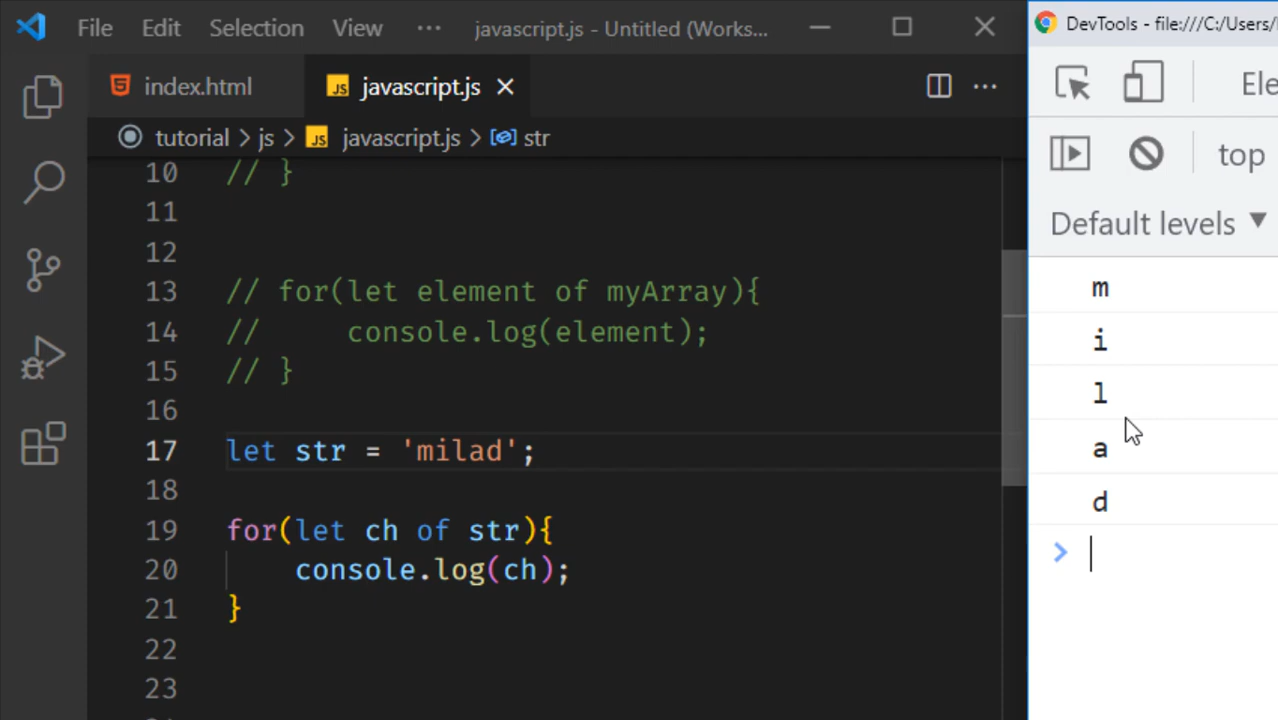 File Edit Selection View ··· javascript.js - Untitled (Works...
index.html javascript.js
tutorial > js > javascript.js > str
10 // }
11
12
13 // for(let element of myArray){
14 //     console.log(element);
15 // }
16
17 let str = 'milad';
18
19 for(let ch of str){
20     console.log(ch);
21 }
22
23
DevTools - file:///C:/Users/
top
Default levels
m
i
l
a
d
>